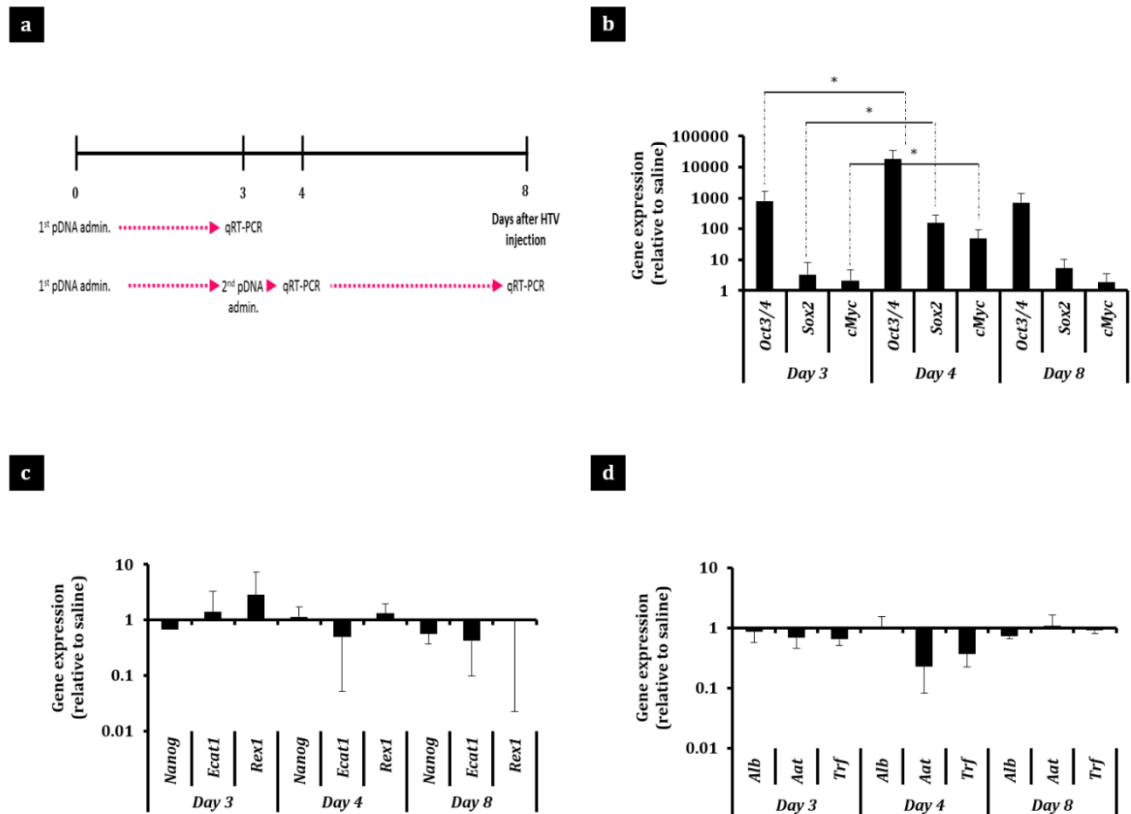 a
0
3
4
8
1st pDNA admin.
qRT-PCR
Days after HTV
injection
1st pDNA admin.
2nd pDNA
admin.
qRT-PCR
qRT-PCR
b
*
*
*
Gene expression
(relative to saline)
100000
10000
1000
100
10
1
Oct3/4
Sox2
cMyc
Oct3/4
Sox2
cMyc
Oct3/4
Sox2
cMyc
Day 3
Day 4
Day 8
c
Gene expression
(relative to saline)
10
1
0.1
0.01
Nanog
Ecat1
Rex1
Nanog
Ecat1
Rex1
Nanog
Ecat1
Rex1
Day 3
Day 4
Day 8
d
Gene expression
(relative to saline)
10
1
0.1
0.01
Alb
Aat
Trf
Alb
Aat
Trf
Alb
Aat
Trf
Day 3
Day 4
Day 8